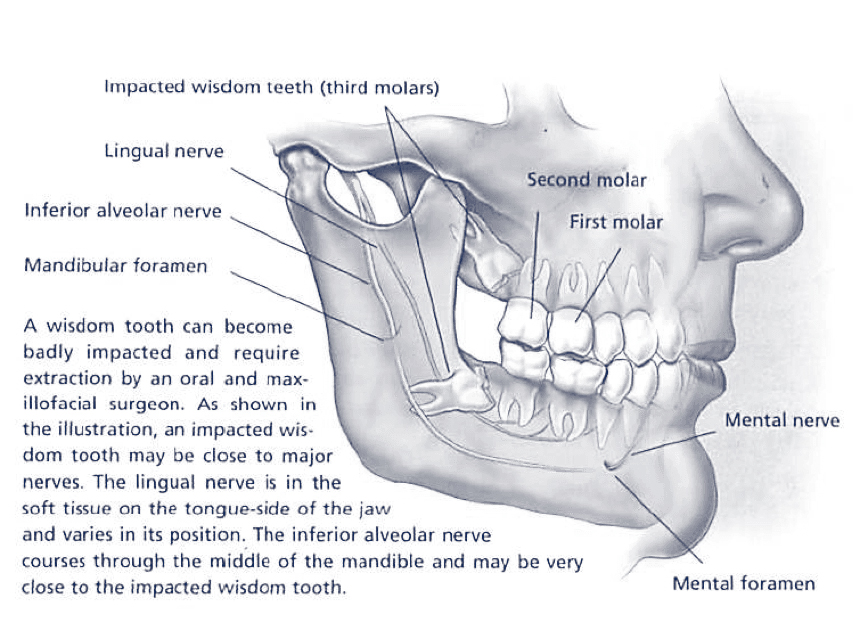 Impacted wisdom teeth (third molars)
Lingual nerve
Second molar
Inferior alveolar nerve
First molar
Mandibular foramen
A wisdom tooth can become
badly impacted and require
extraction by an oral and max-
illofacial surgeon. As shown in
the illustration, an impacted wis-
dom tooth may be close to major
nerves. The lingual nerve is in the
soft tissue on the tongue-side of the jaw
and varies in its position. The inferior alveolar nerve
courses through the middle of the mandible and may be very
close to the impacted wisdom tooth.
Mental nerve
Mental foramen